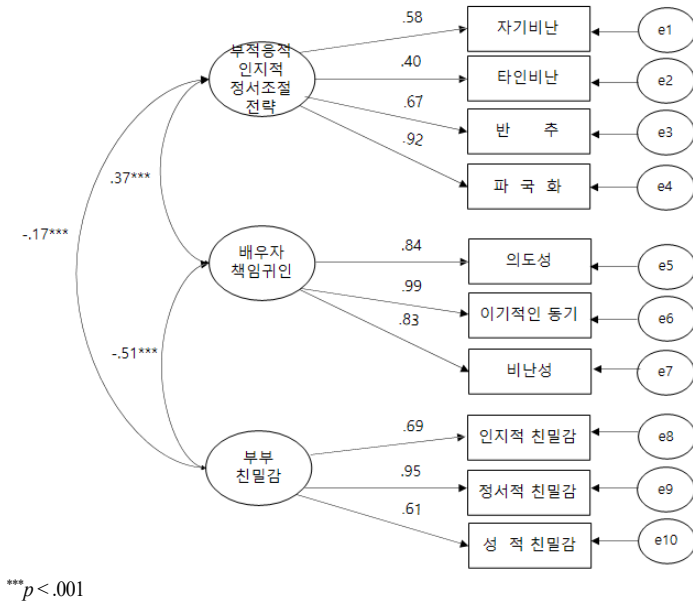 .58
자기비난
e1
부적응적
인지적
정서조절
전략
.40
타인비난
e2
.67
반 추
e3
.92
파 국 화
e4
.37***
-.17***
배우자
책임귀인
.84
의도성
e5
.99
이기적인 동기
e6
.83
비난성
e7
-.51***
부부
친밀감
.69
인지적 친밀감
e8
.95
정서적 친밀감
e9
.61
성 적 친밀감
e10
***p < .001